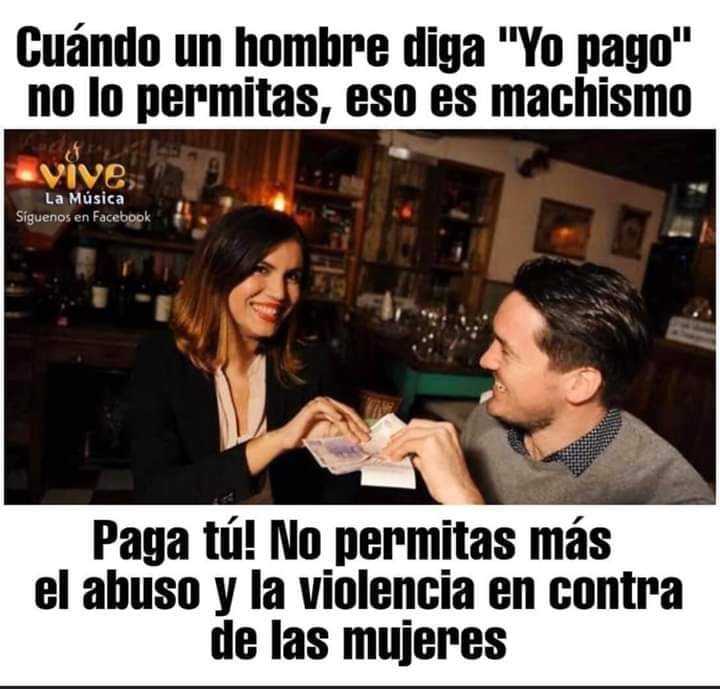 Cuándo un hombre diga "Yo pago"
no lo permitas, eso es machismo
VIVE
La Música
Síguenos en Facebook
Paga tú! No permitas más
el abuso y la violencia en contra
de las mujeres